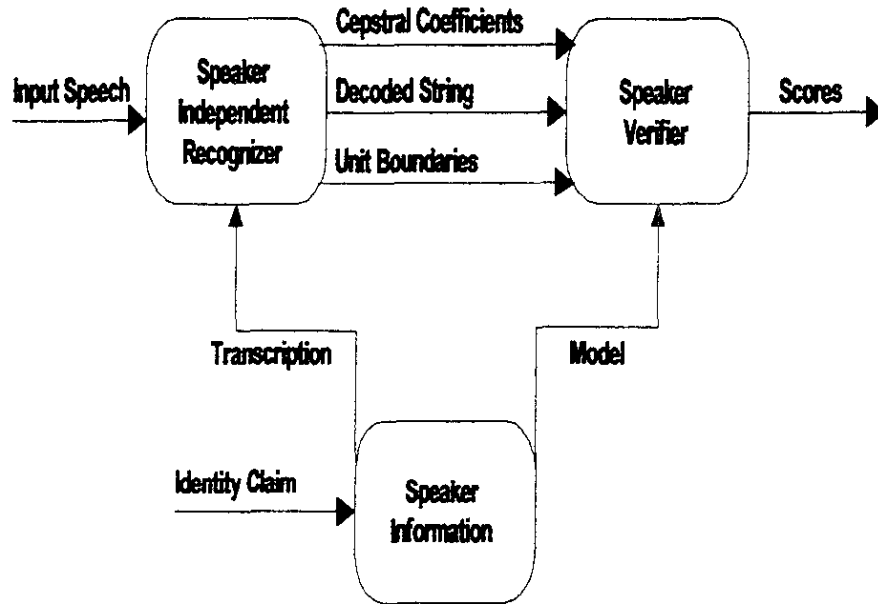 Cepstral Coefficients
Input Speech
Speaker
Independent
Recognizer
Decoded String
Unit Boundaries
Speaker
Verifier
Scores
Transcription
Model
Identity Claim
Speaker
Information